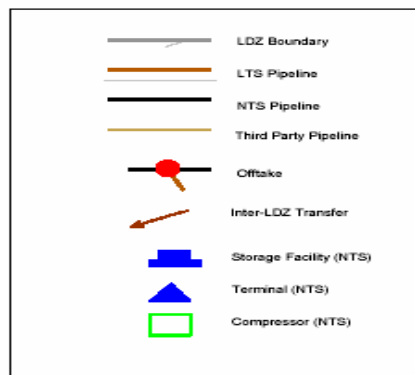 LDZ Boundary
LTS Pipeline
NTS Pipeline
Third Party Pipeline
Offtake
Inter-LDZ Transfer
Storage Facility (NTS)
Terminal (NTS)
Compressor (NTS)